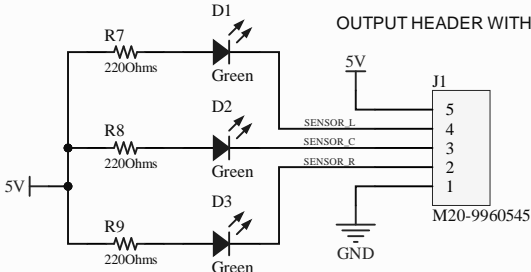 D1
OUTPUT HEADER WITH
R7
220Ohms
Green
5V
J1
D2
5
SENSOR_L
4
R8
220Ohms
SENSOR_C
3
Green
SENSOR_R
2
5V
1
D3
M20-9960545
R9
220Ohms
GND
Green